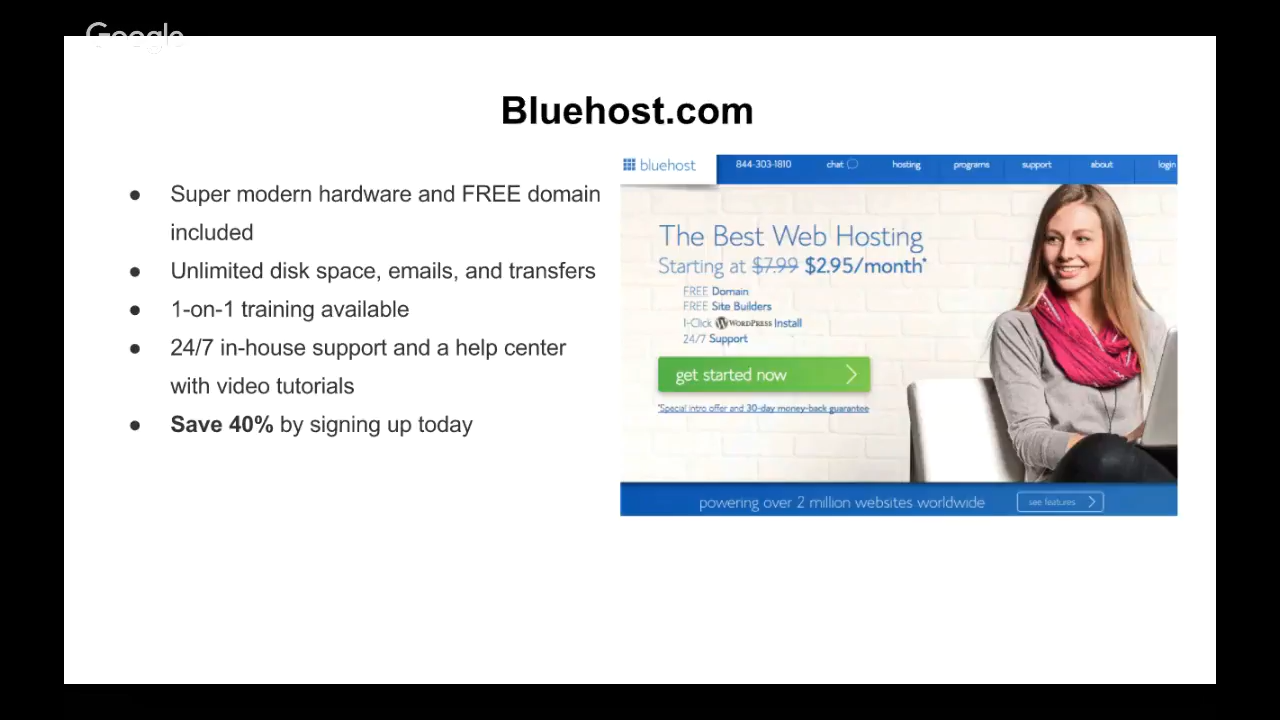 Google
Bluehost.com
● Super modern hardware and FREE domain
included
● Unlimited disk space, emails, and transfers
● 1-on-1 training available
● 24/7 in-house support and a help center
with video tutorials
● Save 40% by signing up today
bluehost 844-303-1810 chat hosting programs support about login
The Best Web Hosting
Starting at $7.99 $2.95/month*
FREE Domain
FREE Site Builders
1-Click WORDPRESS Install
24/7 Support
get started now
*Special intro offer and 30-day money-back guarantee
powering over 2 million websites worldwide see features